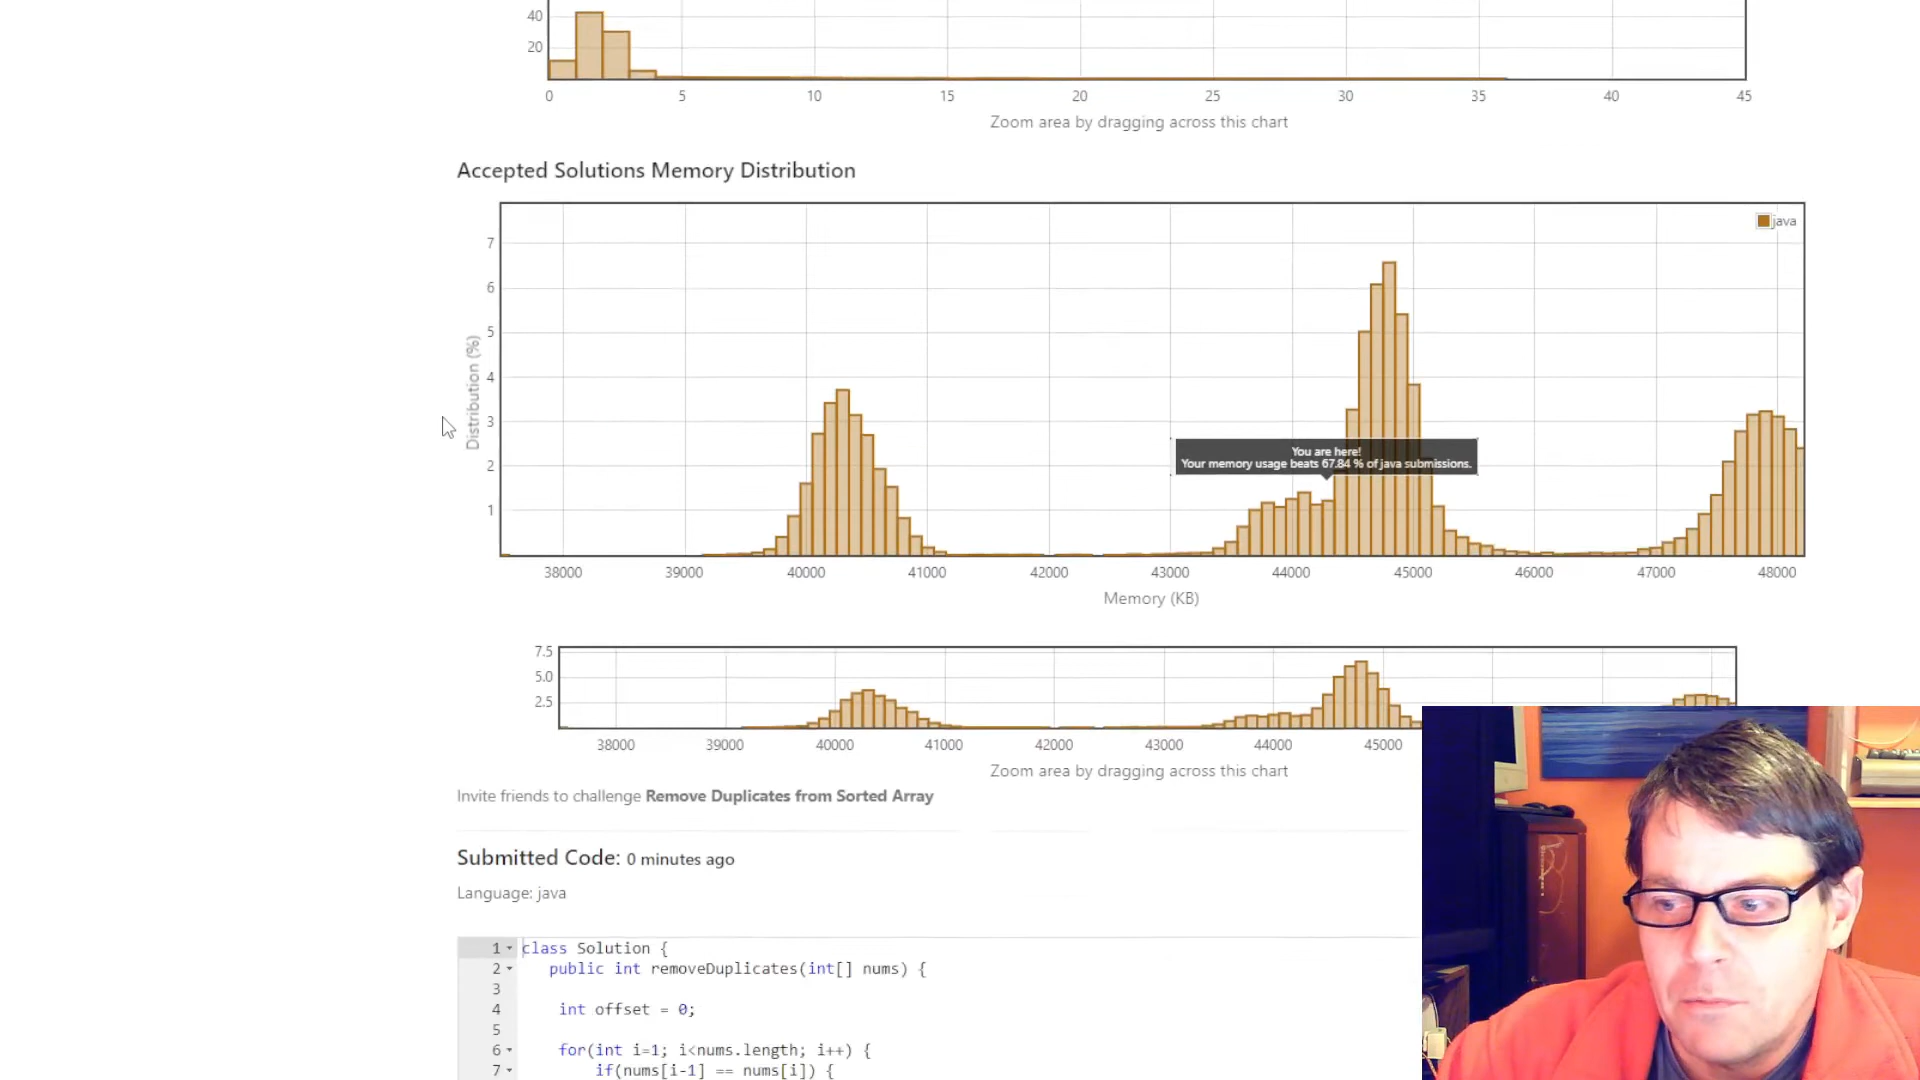 40
20
0 5 10 15 20 25 30 35 40 45
Zoom area by dragging across this chart
Accepted Solutions Memory Distribution
java
7
6
5
4
3
2
1
Distribution (%)
You are here!
Your memory usage beats 67.84 % of java submissions.
38000 39000 40000 41000 42000 43000 44000 45000 46000 47000 48000
Memory (KB)
7.5
5.0
2.5
38000 39000 40000 41000 42000 43000 44000 45000
Zoom area by dragging across this chart
Invite friends to challenge Remove Duplicates from Sorted Array
Submitted Code: 0 minutes ago
Language: java
1 class Solution {
2 public int removeDuplicates(int[] nums) {
3
4 int offset = 0;
5
6 for(int i=1; i<nums.length; i++) {
7 if(nums[i-1] == nums[i]) {